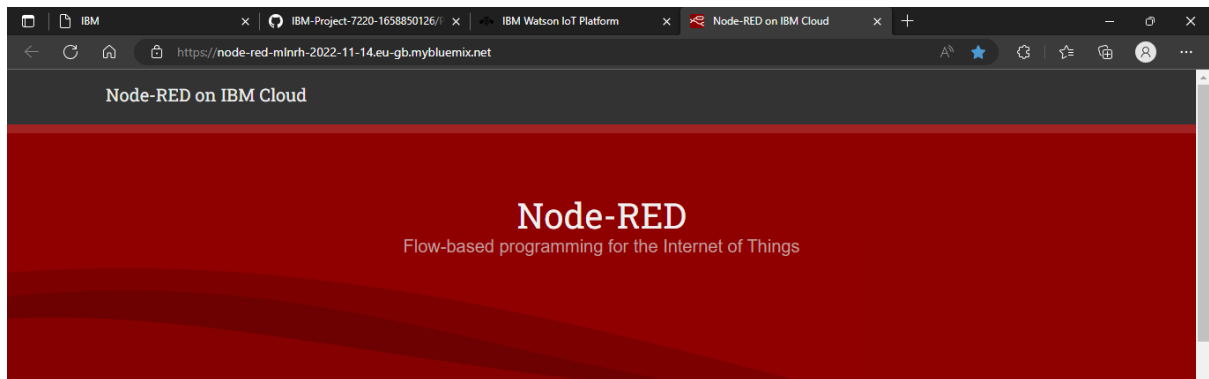 IBM
IBM-Project-7220-1658850126/
IBM Watson IoT Platform
Node-RED on IBM Cloud
https://node-red-mlnrh-2022-11-14.eu-gb.mybluemix.net
Node-RED on IBM Cloud
Node-RED
Flow-based programming for the Internet of Things